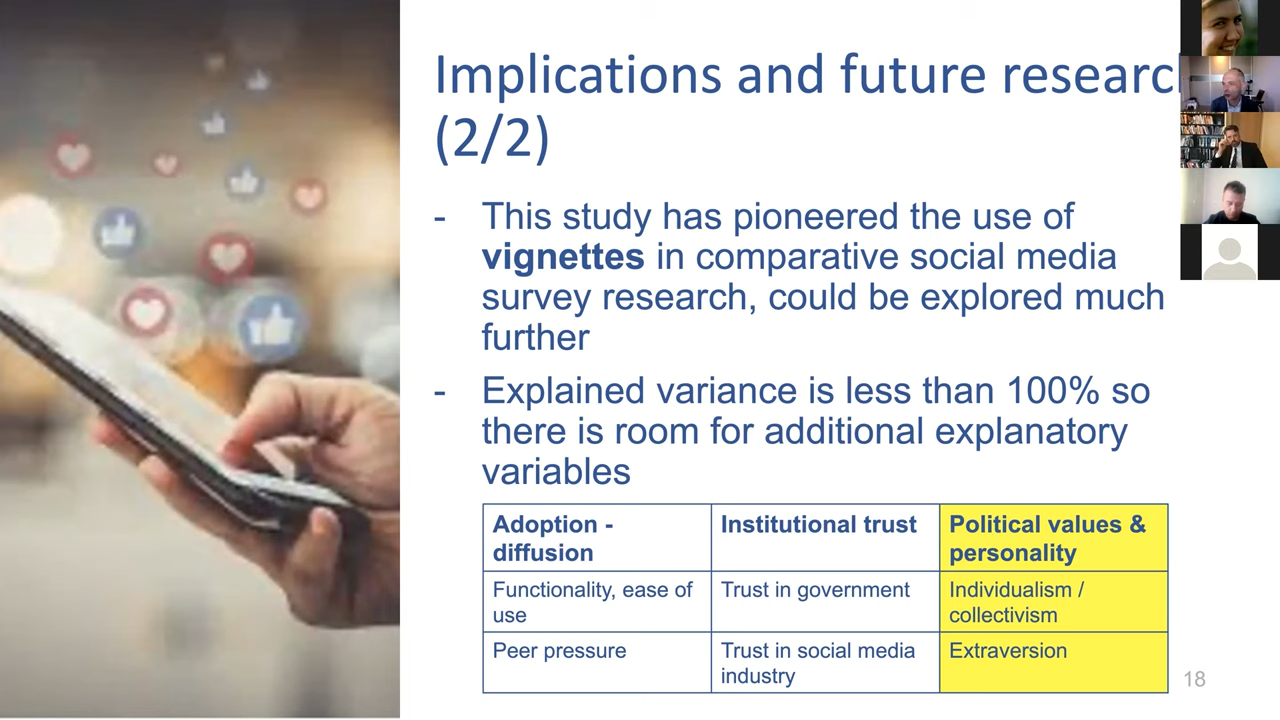 Implications and future researc
(2/2)
- This study has pioneered the use of
vignettes in comparative social media
survey research, could be explored much
further
- Explained variance is less than 100% so
there is room for additional explanatory
variables
Adoption -
diffusion
Institutional trust
Political values &
personality
Functionality, ease of
use
Trust in government
Individualism /
collectivism
Peer pressure
Trust in social media
industry
Extraversion
18